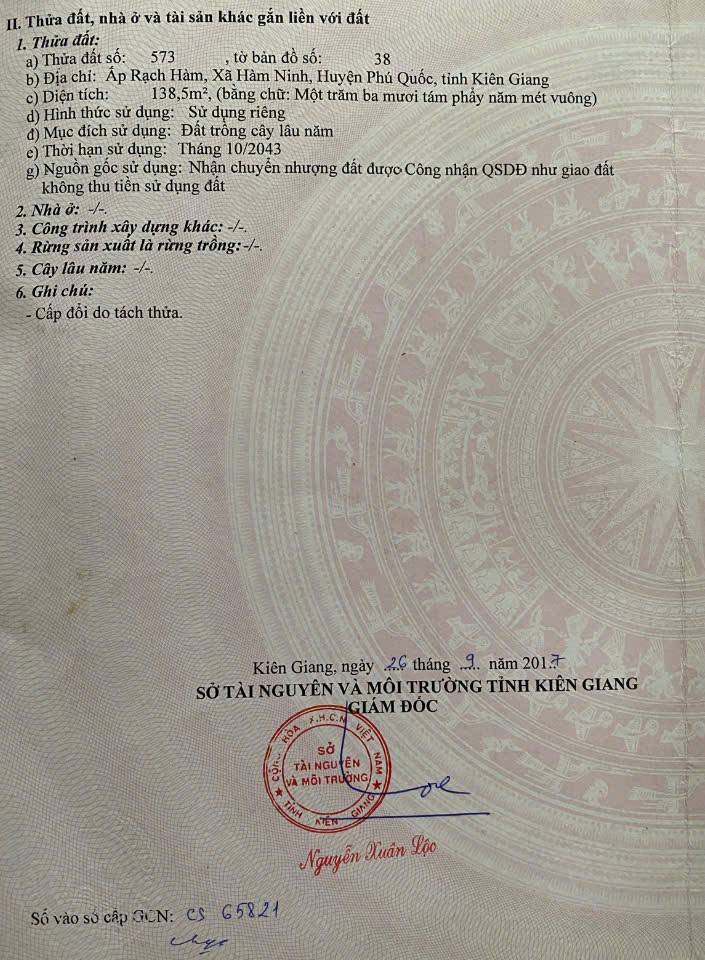 II. Thửa đất, nhà ở và tài sản khác gắn liền với đất
1. Thửa đất:
a) Thửa đất số: 573 , tờ bản đồ số: 38
b) Địa chỉ: Ấp Rạch Hàm, Xã Hàm Ninh, Huyện Phú Quốc, tỉnh Kiên Giang
c) Diện tích: 138,5m², (bằng chữ: Một trăm ba mươi tám phẩy năm mét vuông)
d) Hình thức sử dụng: Sử dụng riêng
đ) Mục đích sử dụng: Đất trồng cây lâu năm
e) Thời hạn sử dụng: Tháng 10/2043
g) Nguồn gốc sử dụng: Nhận chuyển nhượng đất được Công nhận QSDĐ như giao đất
không thu tiền sử dụng đất
2. Nhà ở: -/-.
3. Công trình xây dựng khác: -/-.
4. Rừng sản xuất là rừng trồng: -/-.
5. Cây lâu năm: -/-.
6. Ghi chú:
- Cấp đổi do tách thửa.
Kiên Giang, ngày 26 tháng 9 năm 2017
SỞ TÀI NGUYÊN VÀ MÔI TRƯỜNG TỈNH KIÊN GIANG
GIÁM ĐỐC
CỘNG HÒA X.H.C.N VIỆT NAM
SỞ
TÀI NGUYÊN
VÀ MÔI TRƯỜNG
TỈNH KIÊN GIANG
Nguyễn Xuân Lộc
Số vào sổ cấp GCN: CS 65821